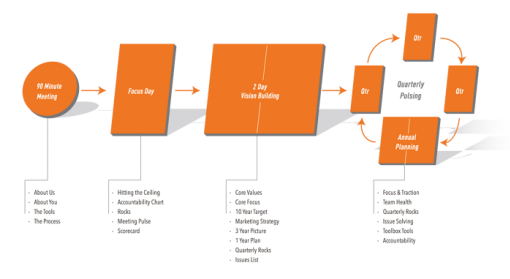 90 Minute
Meeting
Focus Day
2 Day
Vision Building
Qtr
Qtr
Quarterly
Pulsing
Qtr
Annual
Planning
· About Us
· About You
· The Tools
· The Process
· Hitting the Ceiling
· Accountability Chart
· Rocks
· Meeting Pulse
· Scorecard
· Core Values
· Core Focus
· 10 Year Target
· Marketing Strategy
· 3 Year Picture
· 1 Year Plan
· Quarterly Rocks
· Issues List
· Focus & Traction
· Team Health
· Quarterly Rocks
· Issue Solving
· Toolbox Tools
· Accountability